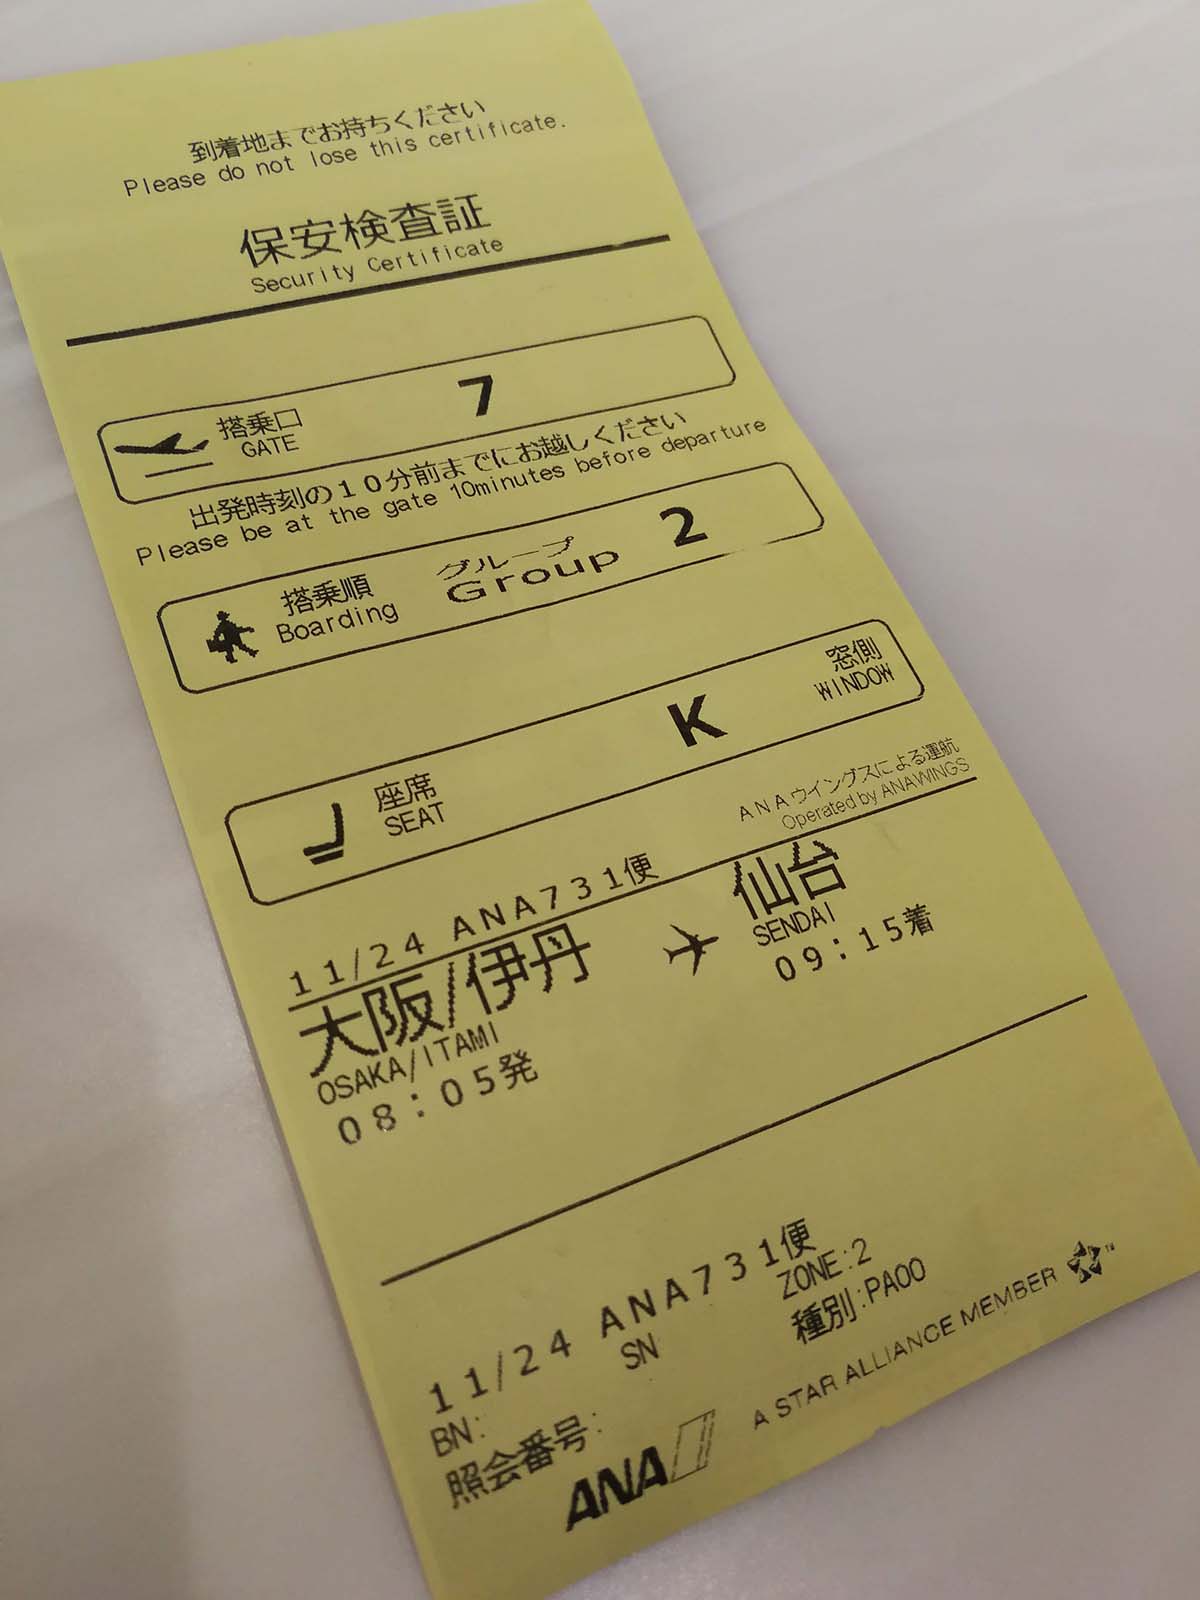 到着地までお持ちください
Please do not lose this certificate.
保安検査証
Security Certificate
搭乗口 7
GATE
出発時刻の１０分前までにお越しください
Please be at the gate 10minutes before departure
搭乗順 グループ 2
Boarding Group
座席 K 窓側
SEAT WINDOW
ＡＮＡウイングスによる運航
Operated by ANAWINGS
１１/２４ ＡＮＡ７３１便
大阪/伊丹 仙台
OSAKA/ITAMI SENDAI
０８：０５発 ０９：１５着
１１/２４ ＡＮＡ７３１便
BN: SN ZONE:2
照会番号: 種別:PA00
ANA A STAR ALLIANCE MEMBER ™